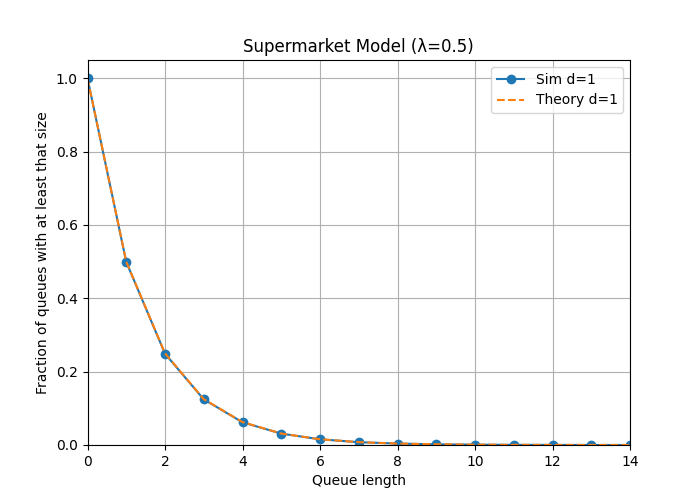 Supermarket Model (λ=0.5)
Sim d=1
Theory d=1
Fraction of queues with at least that size
1.0
0.8
0.6
0.4
0.2
0.0
0 2 4 6 8 10 12 14
Queue length